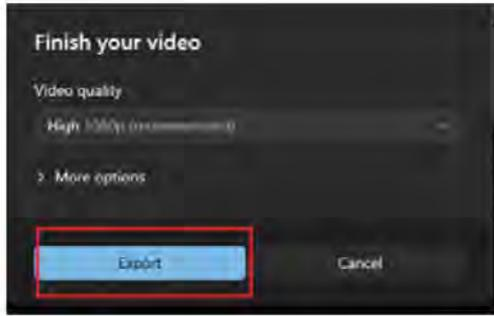 Finish your video
Video quality
High 1080p (recommended)
> More options
Export
Cancel